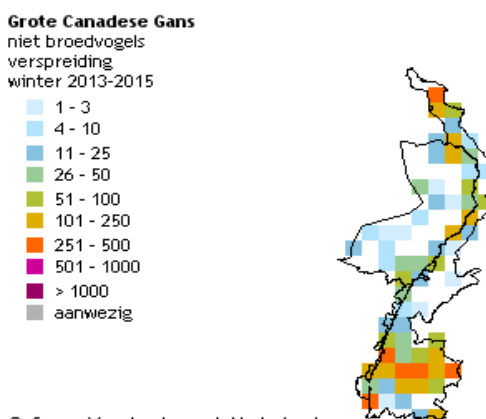 Grote Canadese Gans
niet broedvogels
verspreiding
winter 2013-2015
1 - 3
4 - 10
11 - 25
26 - 50
51 - 100
101 - 250
251 - 500
501 - 1000
> 1000
aanwezig